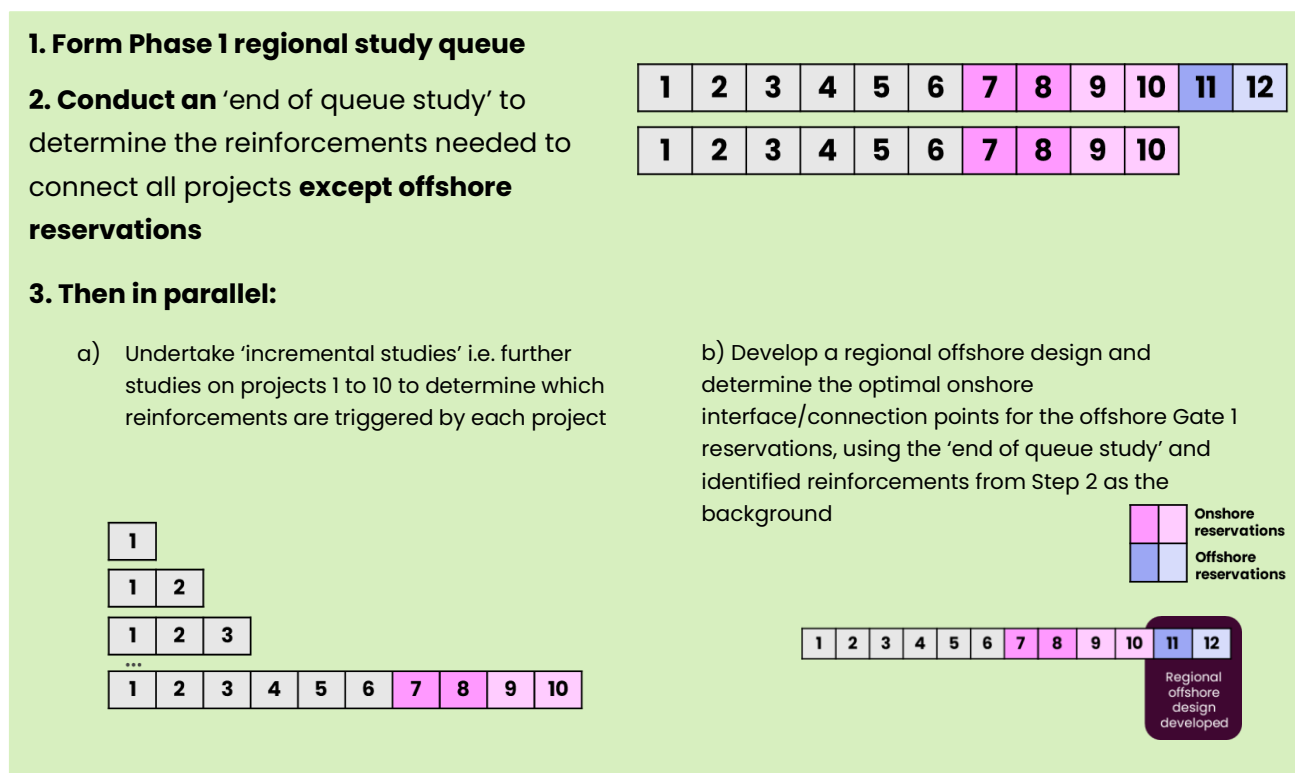 1. Form Phase 1 regional study queue
1 2 3 4 5 6 7 8 9 10 11 12
2. Conduct an ‘end of queue study’ to
determine the reinforcements needed to
connect all projects except offshore
reservations
1 2 3 4 5 6 7 8 9 10
3. Then in parallel:
a) Undertake ‘incremental studies’ i.e. further
studies on projects 1 to 10 to determine which
reinforcements are triggered by each project
1
1 2
1 2 3
...
1 2 3 4 5 6 7 8 9 10
b) Develop a regional offshore design and
determine the optimal onshore
interface/connection points for the offshore Gate 1
reservations, using the ‘end of queue study’ and
identified reinforcements from Step 2 as the
background
Onshore
reservations
Offshore
reservations
1 2 3 4 5 6 7 8 9 10 11 12
Regional
offshore
design
developed